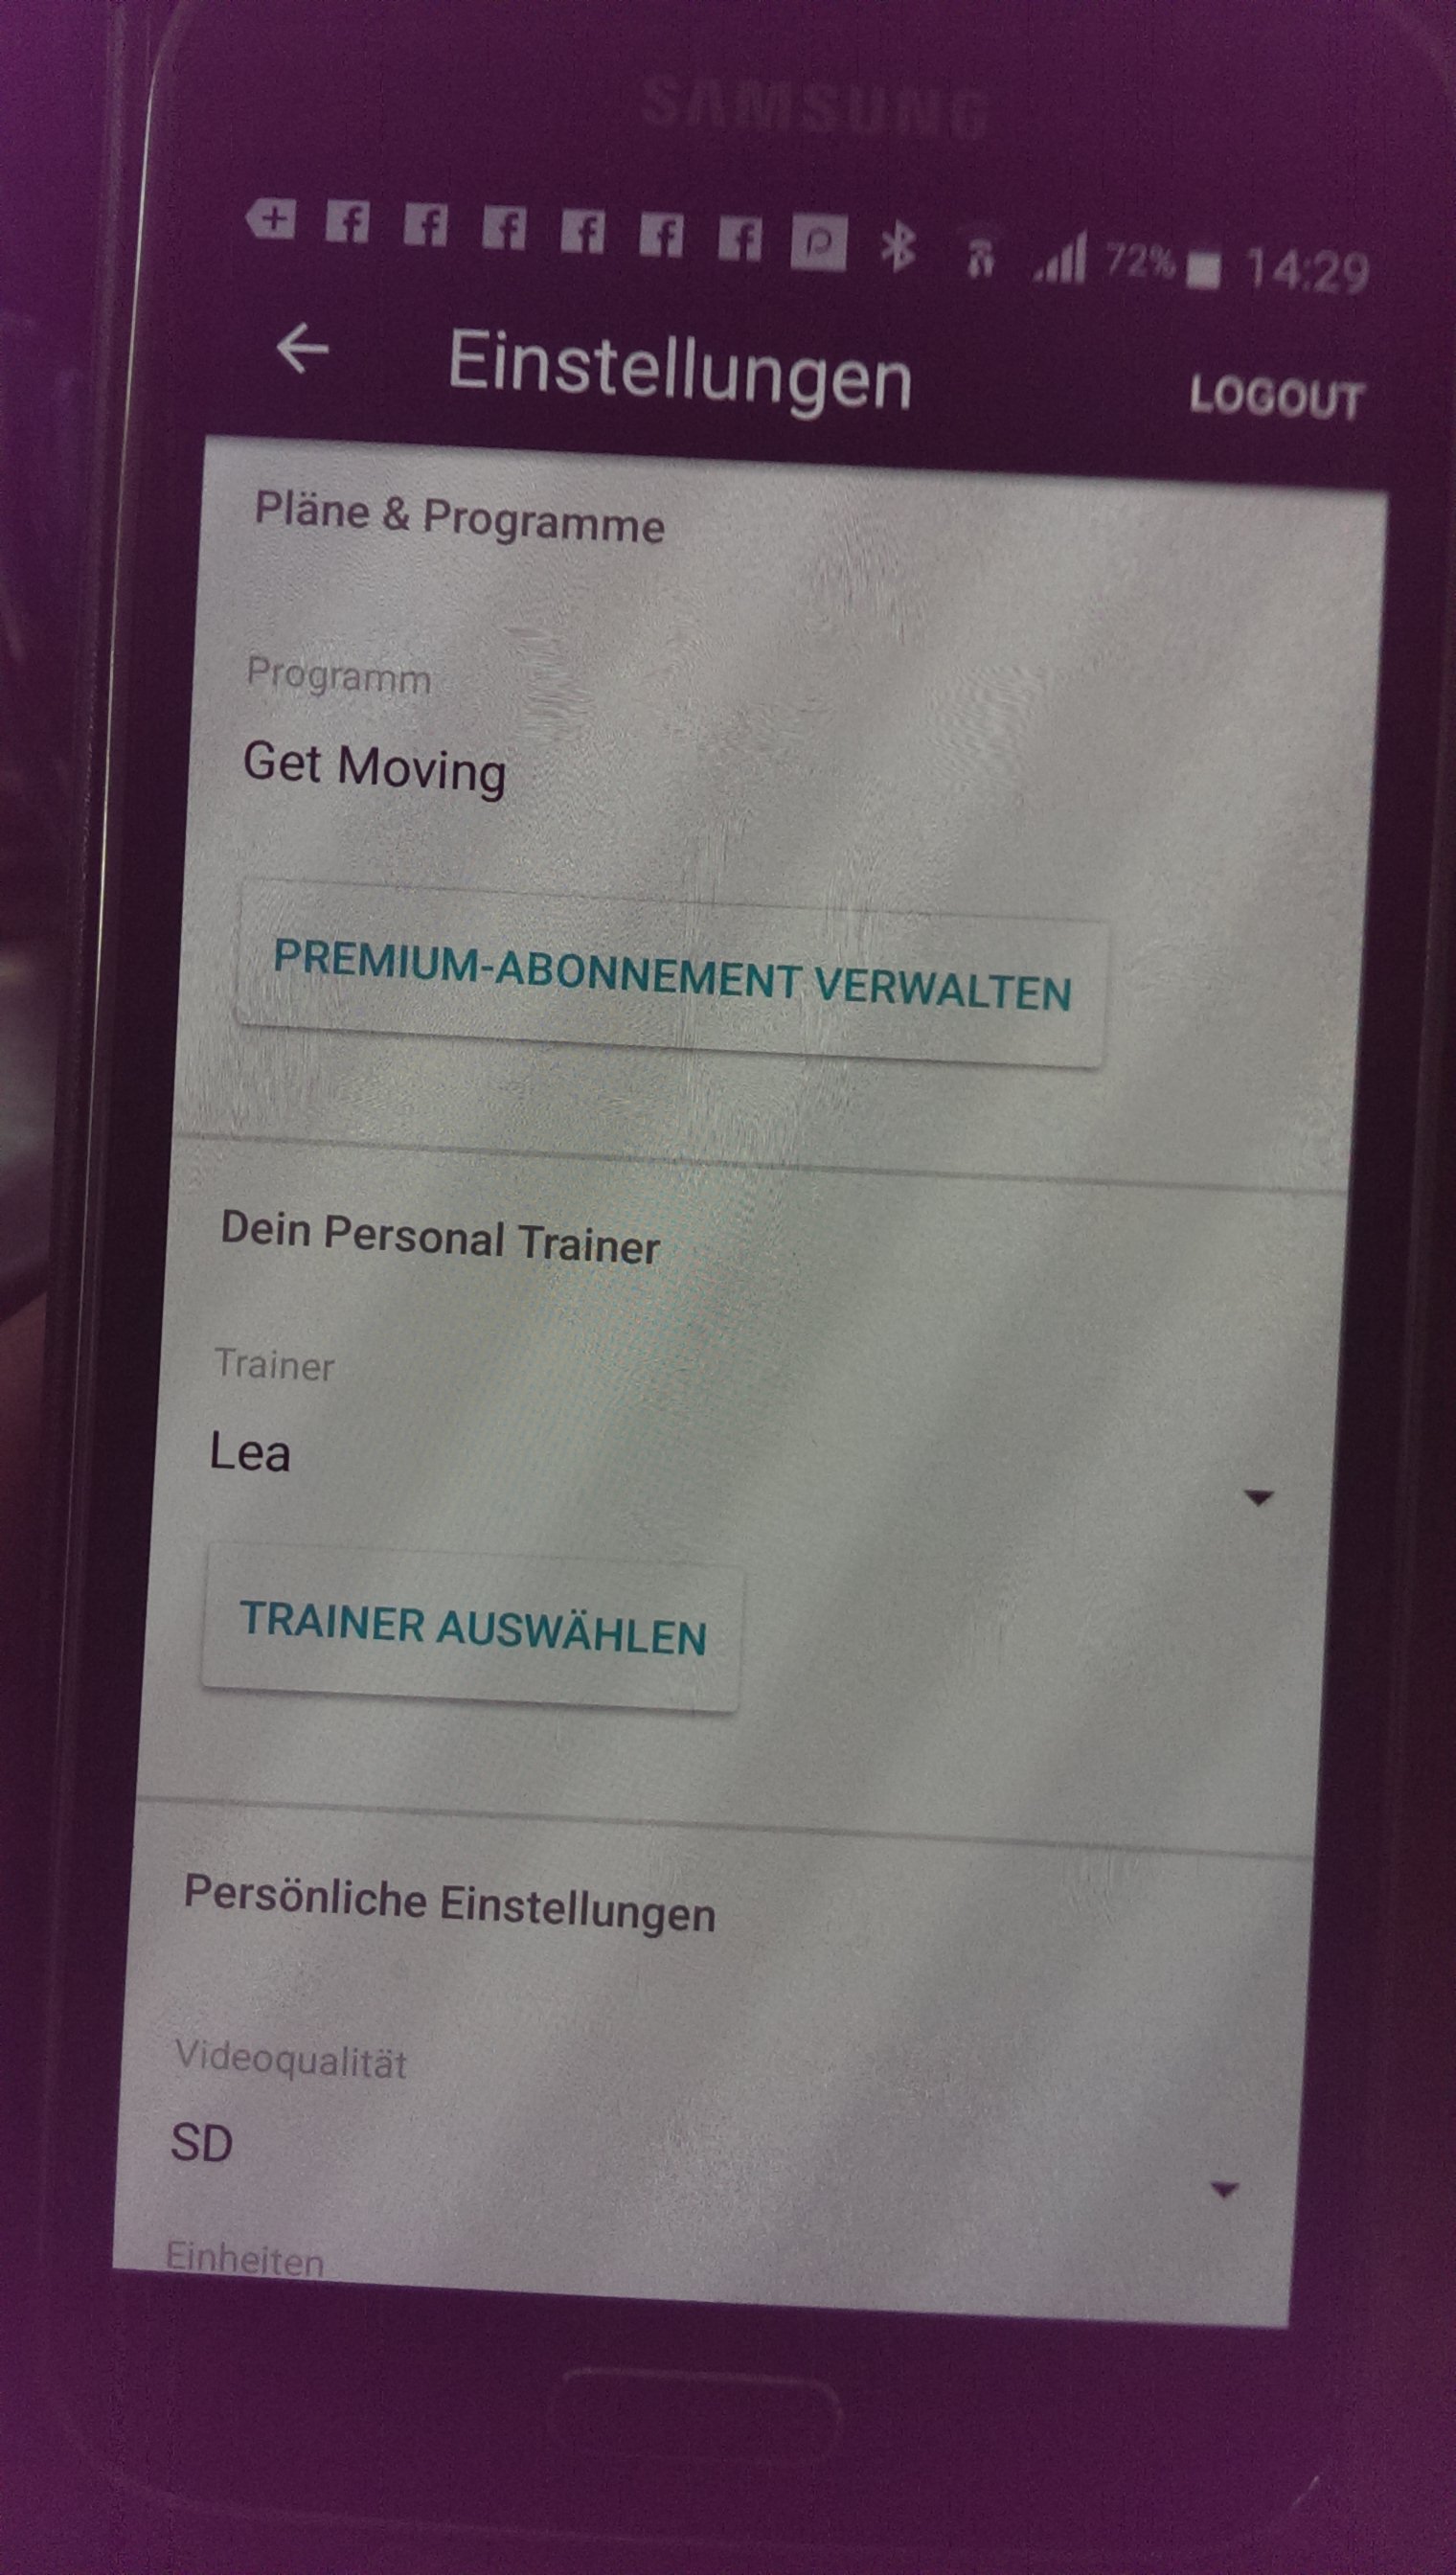 SAMSUNG
72% 14:29
Einstellungen
LOGOUT
Pläne & Programme
Programm
Get Moving
PREMIUM-ABONNEMENT VERWALTEN
Dein Personal Trainer
Trainer
Lea
TRAINER AUSWÄHLEN
Persönliche Einstellungen
Videoqualität
SD
Einheiten